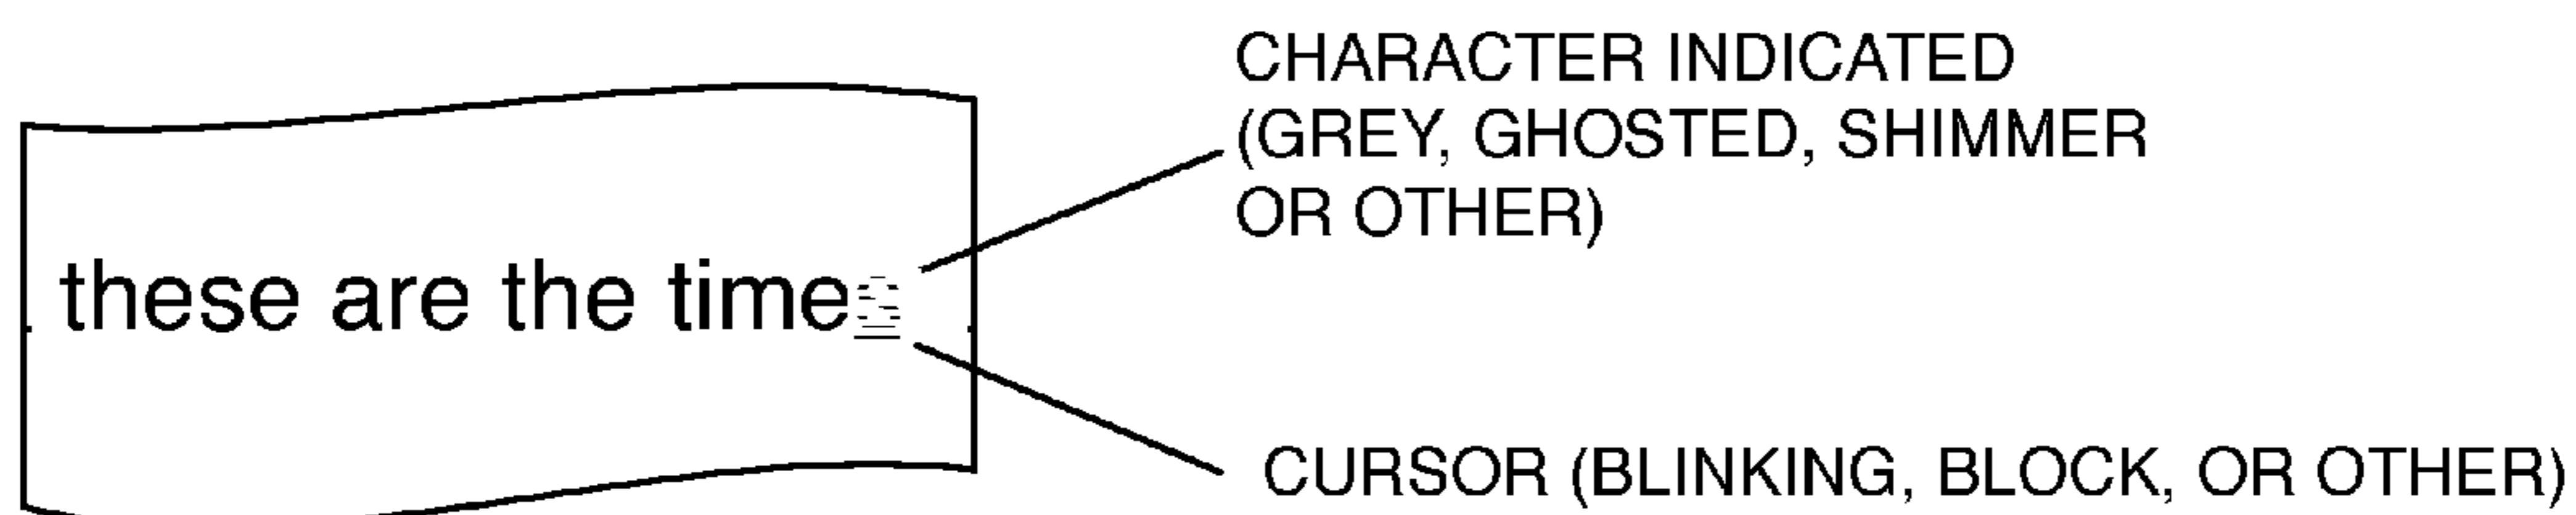 CHARACTER INDICATED
(GREY, GHOSTED, SHIMMER
OR OTHER)
these are the times
CURSOR (BLINKING, BLOCK, OR OTHER)